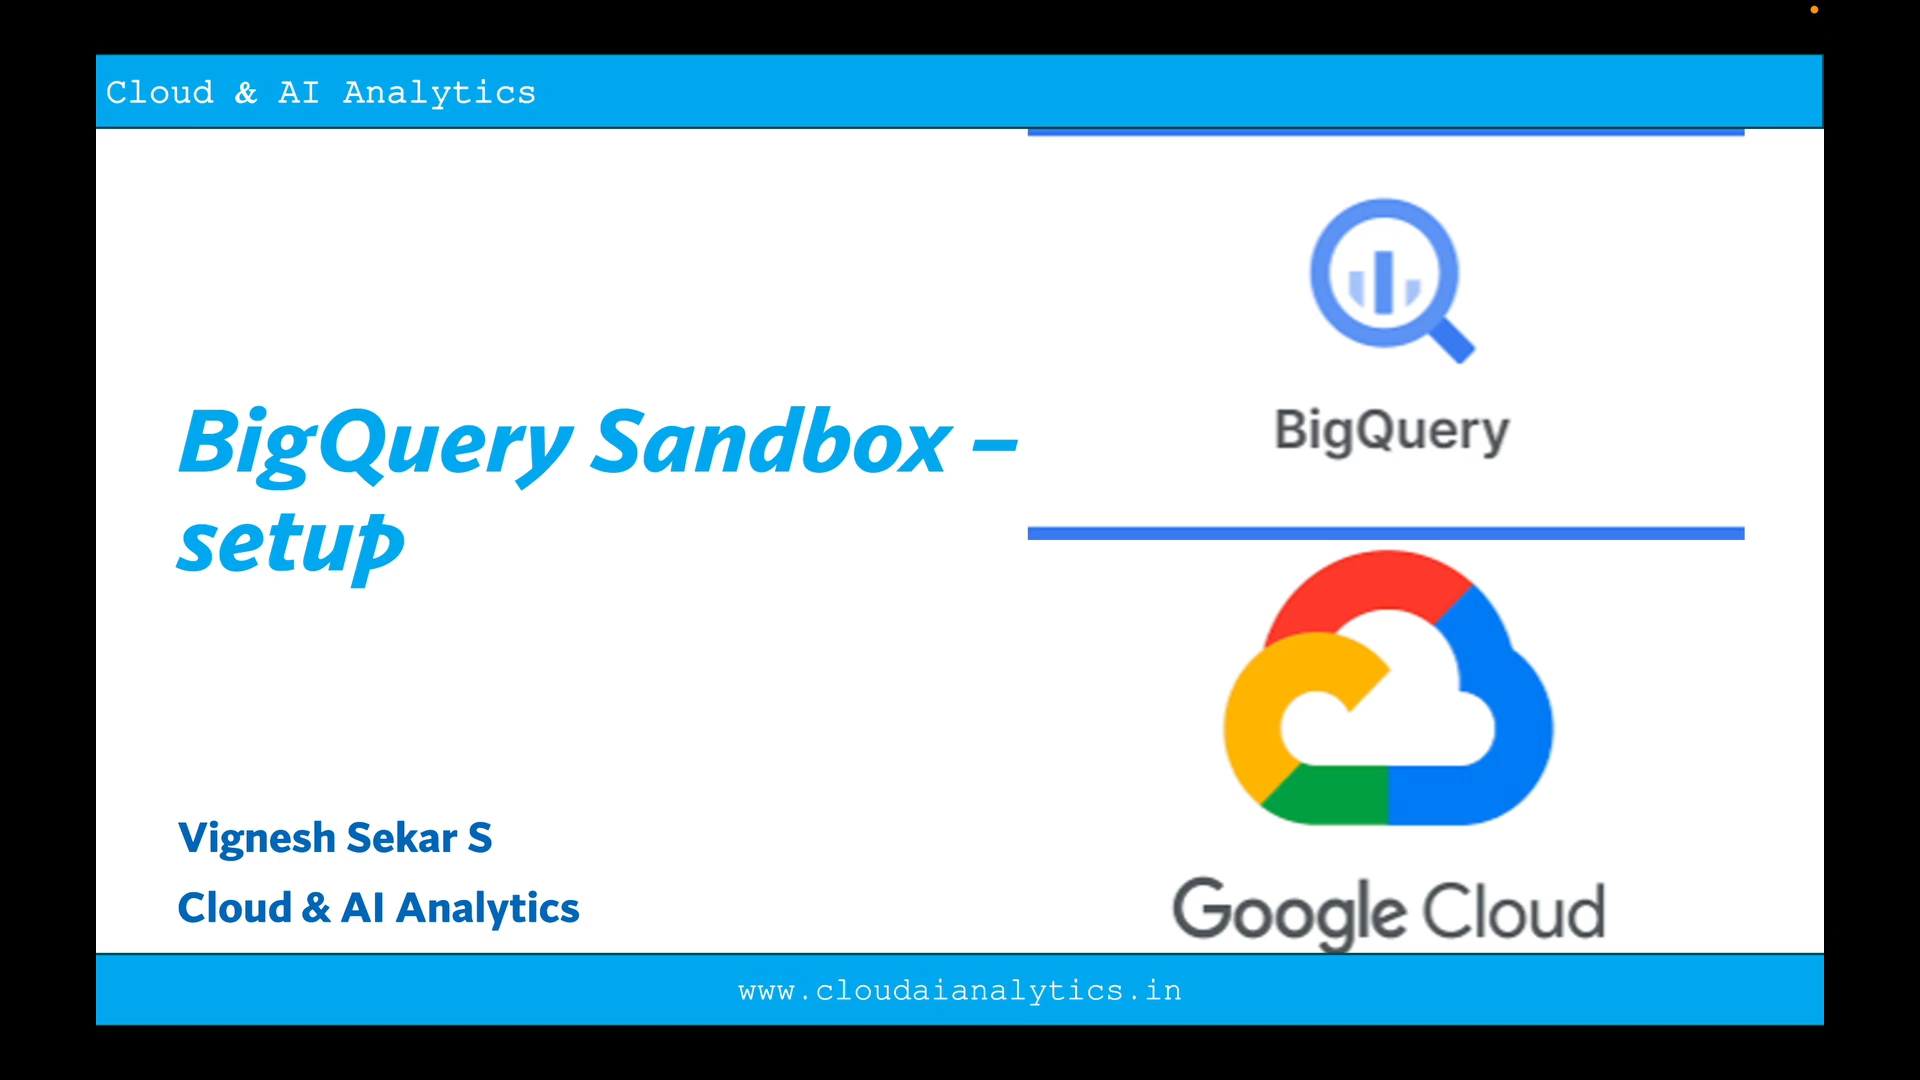 Cloud & AI Analytics
BigQuery Sandbox –
setup
Vignesh Sekar S
Cloud & AI Analytics
BigQuery
Google Cloud
www.cloudaianalytics.in